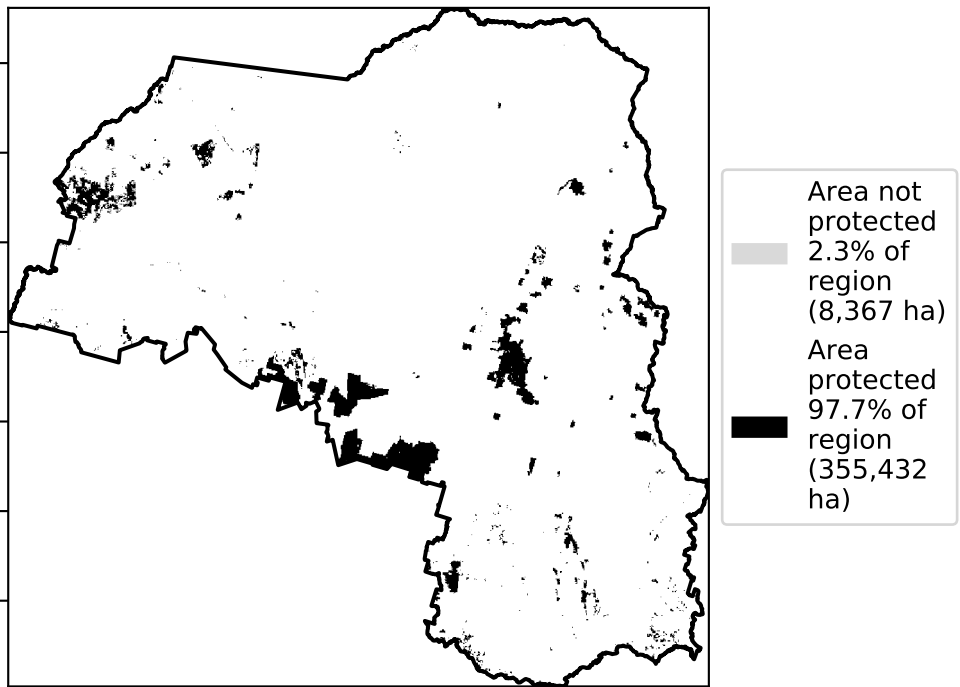 Area not
protected
2.3% of
region
(8,367 ha)
Area
protected
97.7% of
region
(355,432
ha)